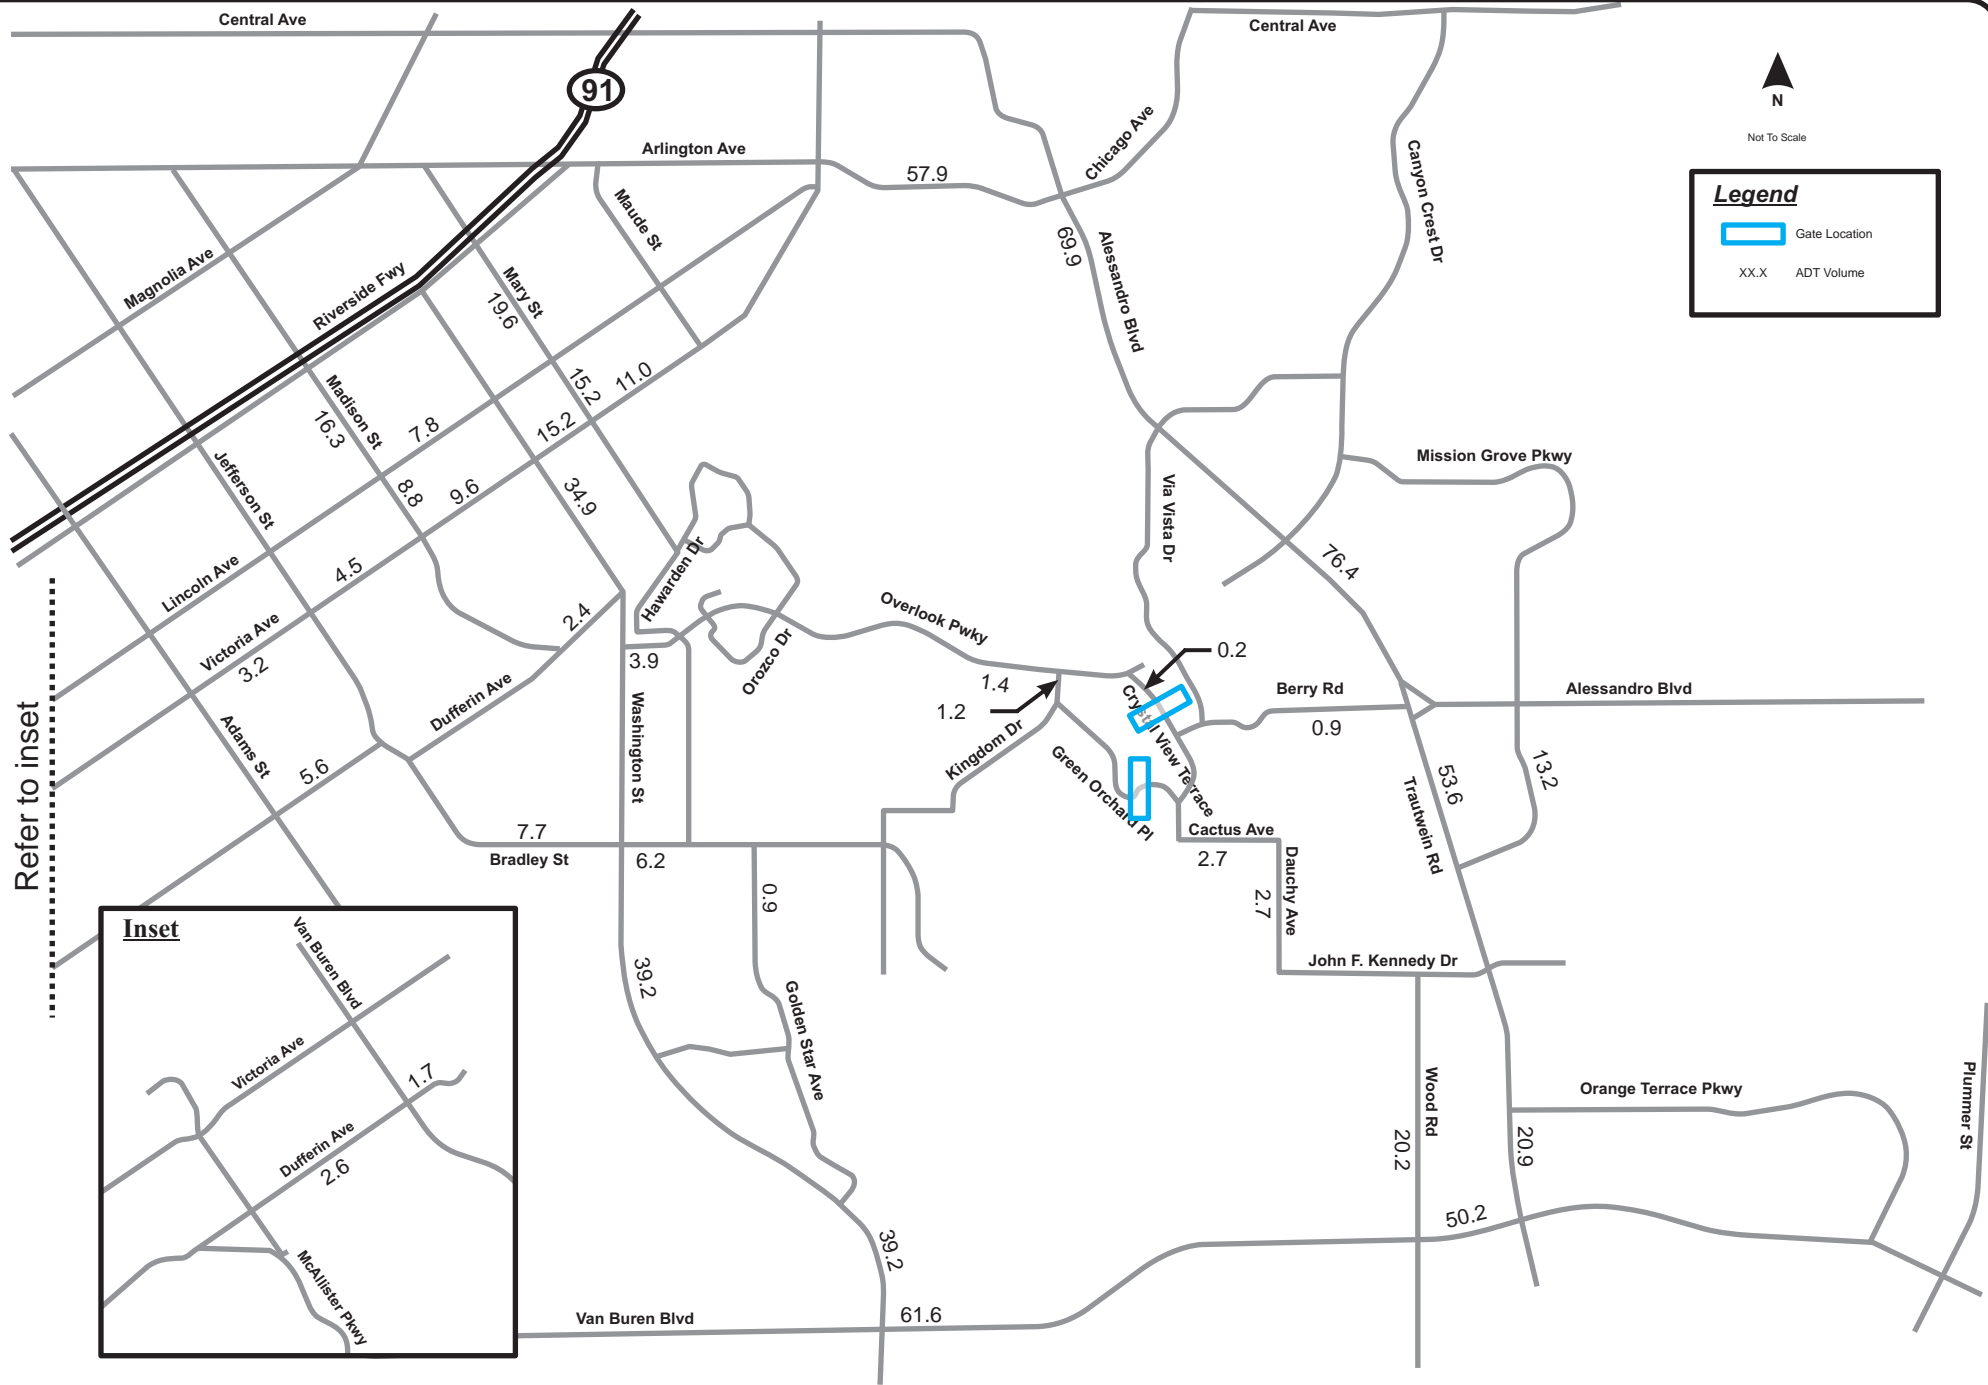 Central Ave
Central Ave
91
N
Not To Scale
Legend
Gate Location
XX.X ADT Volume
Arlington Ave
57.9
Chicago Ave
Canyon Crest Dr
Maude St
69.9
Alessandro Blvd
Magnolia Ave
Riverside Fwy
Mary St
19.6
Madison St
16.3
7.8
15.2
11.0
15.2
Jefferson St
8.8
9.6
34.9
Mission Grove Pkwy
Via Vista Dr
76.4
Lincoln Ave
4.5
Hawarden Dr
2.4
Victoria Ave
3.2
Overlook Pwky
0.2
3.9
Orozco Dr
1.4
1.2
Berry Rd
0.9
Alessandro Blvd
Dufferin Ave
Adams St
Washington St
Kingdom Dr
Crystal View Terrace
Green Orchard Pl
5.6
Refer to inset
53.6
13.2
Trautwein Rd
7.7
Bradley St
6.2
Cactus Ave
2.7
Dauchy Ave
2.7
0.9
39.2
Golden Star Ave
John F. Kennedy Dr
Inset
Van Buren Blvd
Victoria Ave
1.7
Dufferin Ave
2.6
McAllister Pkwy
Wood Rd
20.2
20.9
Orange Terrace Pkwy
Plummer St
39.2
50.2
Van Buren Blvd
61.6